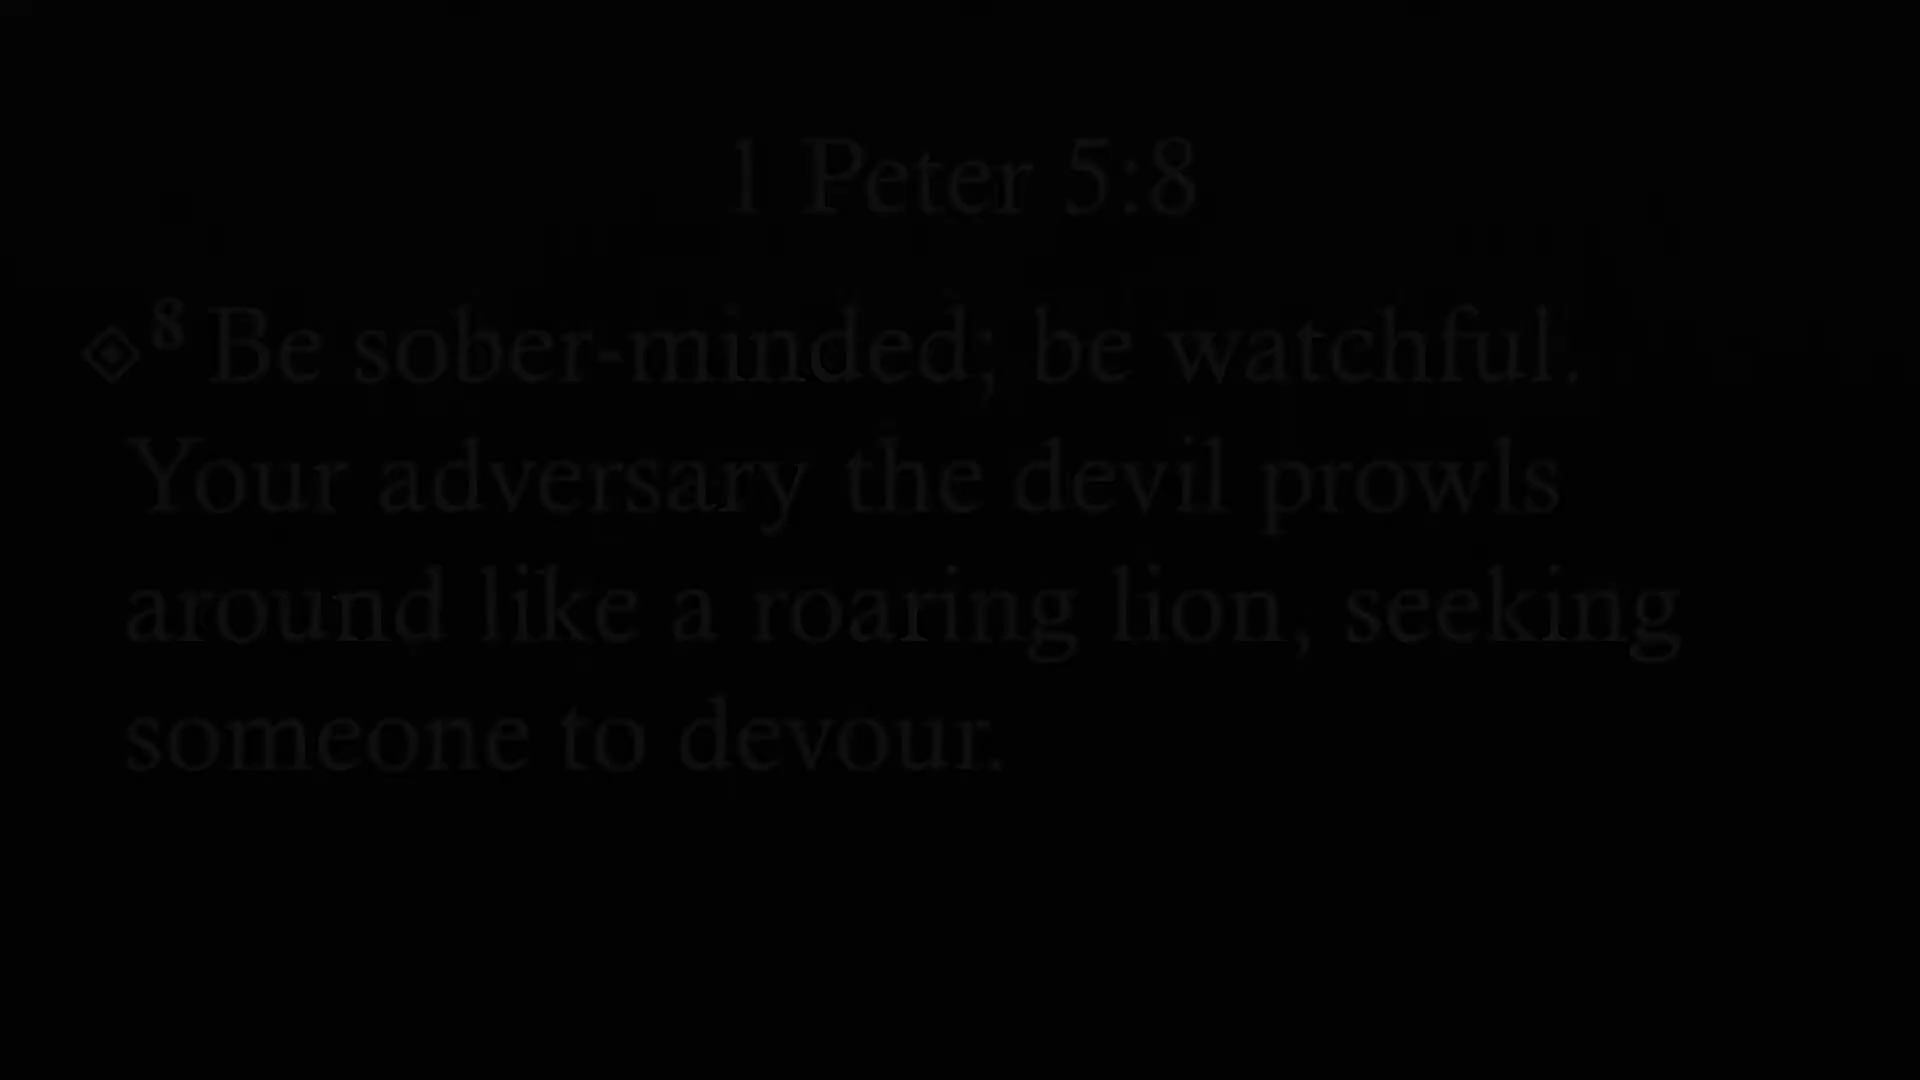 1 Peter 5:8
8 Be sober-minded; be watchful.
Your adversary the devil prowls
around like a roaring lion, seeking
someone to devour.